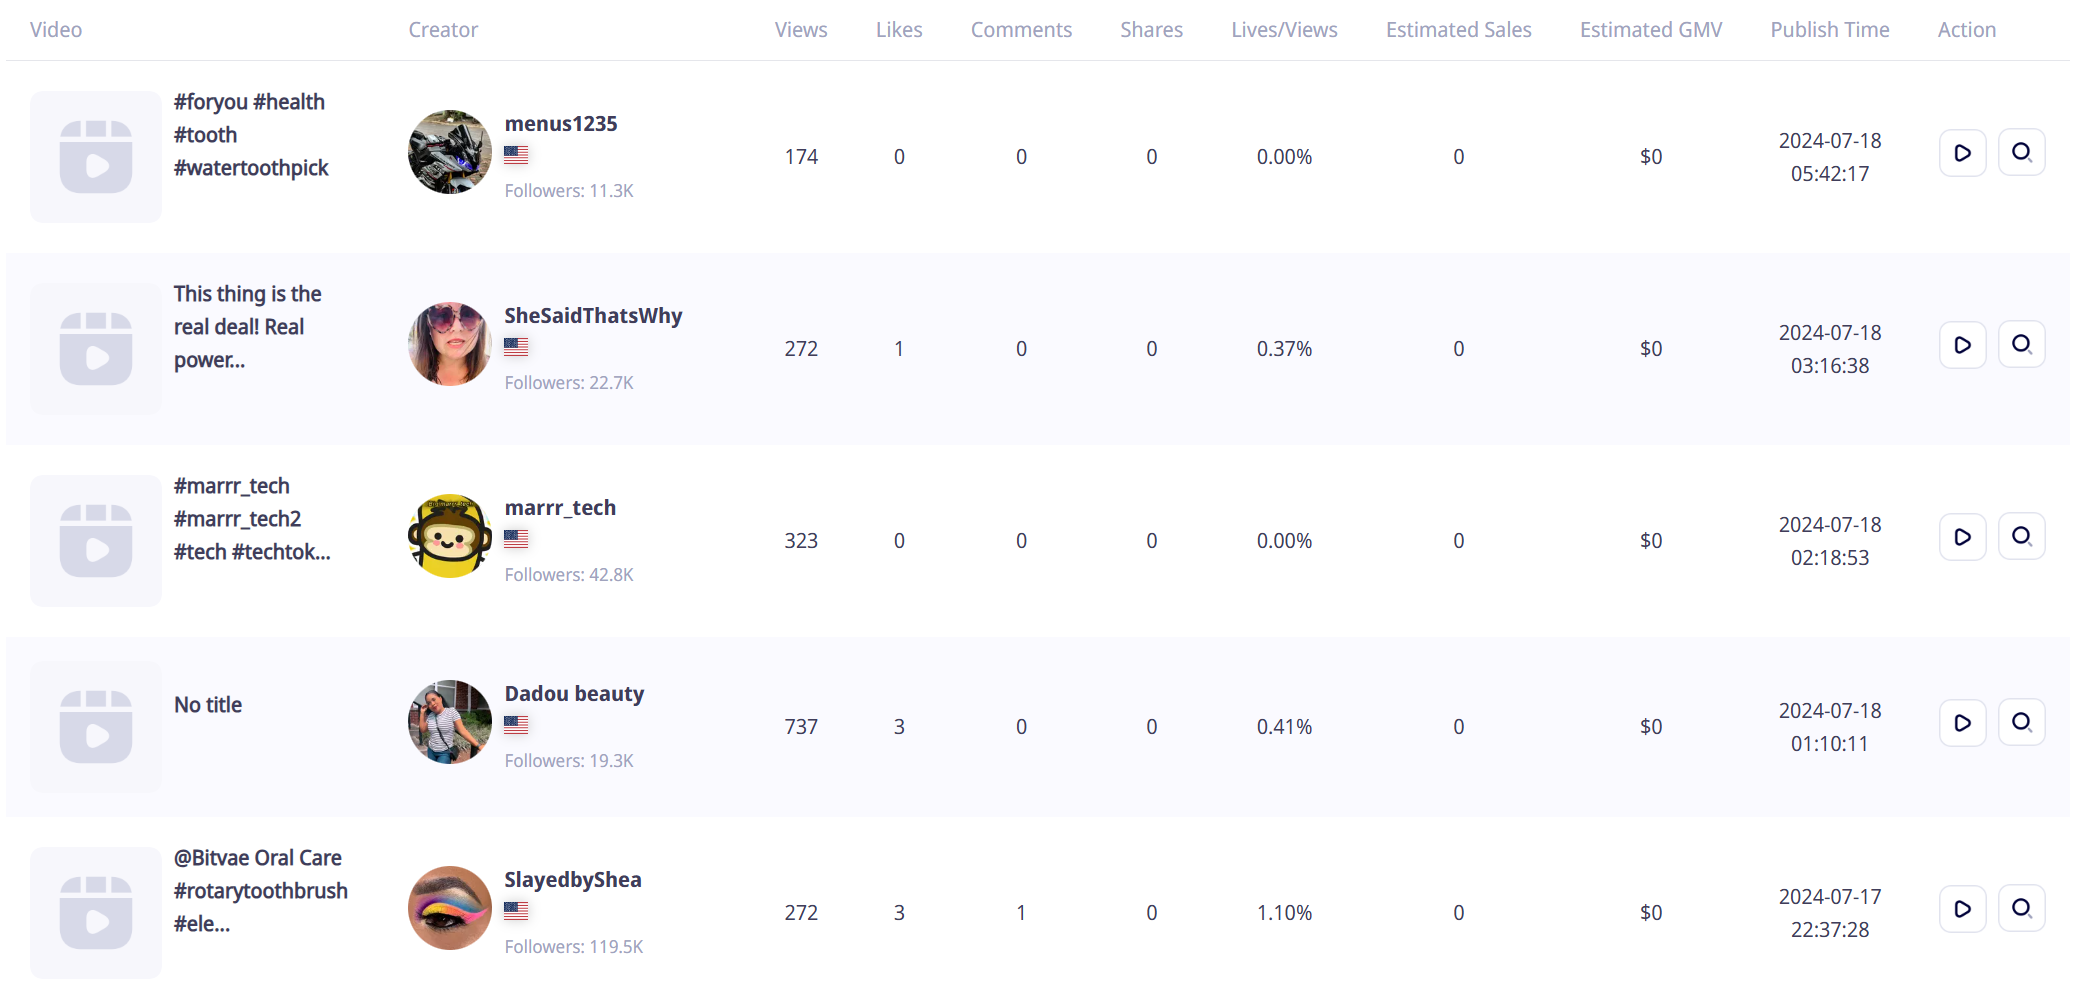 Video Creator Views Likes Comments Shares Lives/Views Estimated Sales Estimated GMV Publish Time Action
#foryou #health
#tooth
#watertoothpick
menus1235
Followers: 11.3K
174 0 0 0 0.00% 0 $0
2024-07-18
05:42:17
This thing is the
real deal! Real
power...
SheSaidThatsWhy
Followers: 22.7K
272 1 0 0 0.37% 0 $0
2024-07-18
03:16:38
#marrr_tech
#marrr_tech2
#tech #techtok...
marrr_tech
Followers: 42.8K
323 0 0 0 0.00% 0 $0
2024-07-18
02:18:53
No title
Dadou beauty
Followers: 19.3K
737 3 0 0 0.41% 0 $0
2024-07-18
01:10:11
@Bitvae Oral Care
#rotarytoothbrush
#ele...
SlayedbyShea
Followers: 119.5K
272 3 1 0 1.10% 0 $0
2024-07-17
22:37:28